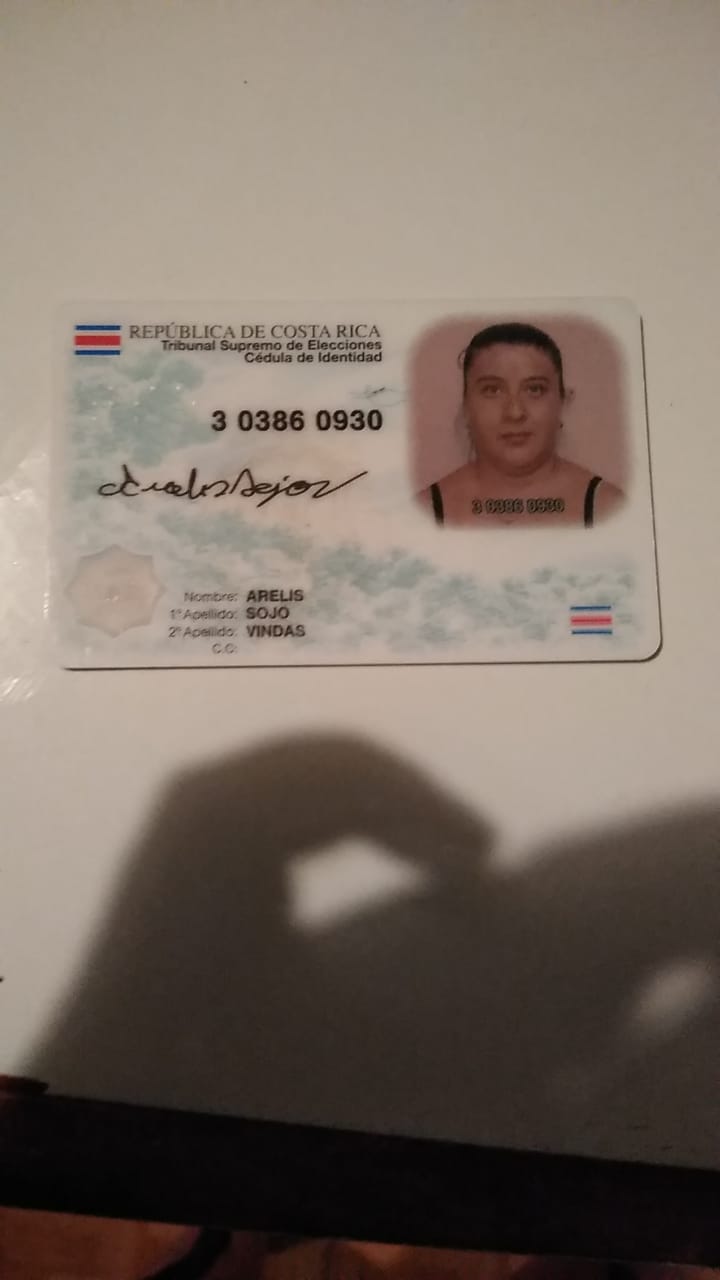 REPÚBLICA DE COSTA RICA
Tribunal Supremo de Elecciones
Cédula de Identidad
3 0386 0930
3 0386 0930
Nombre: ARELIS
1° Apellido: SOJO
2° Apellido: VINDAS
C.C: